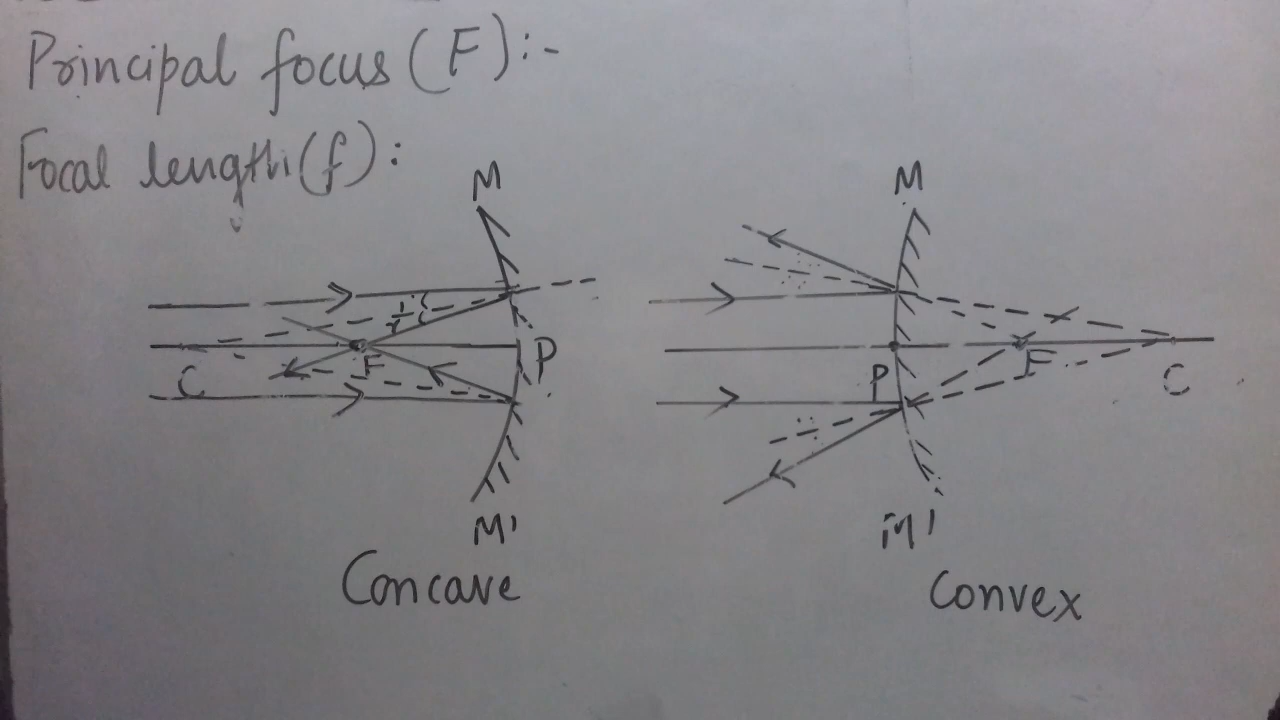 Principal focus (F):-
Focal length (f):
M M
C F P P F C
M' M'
Concave Convex